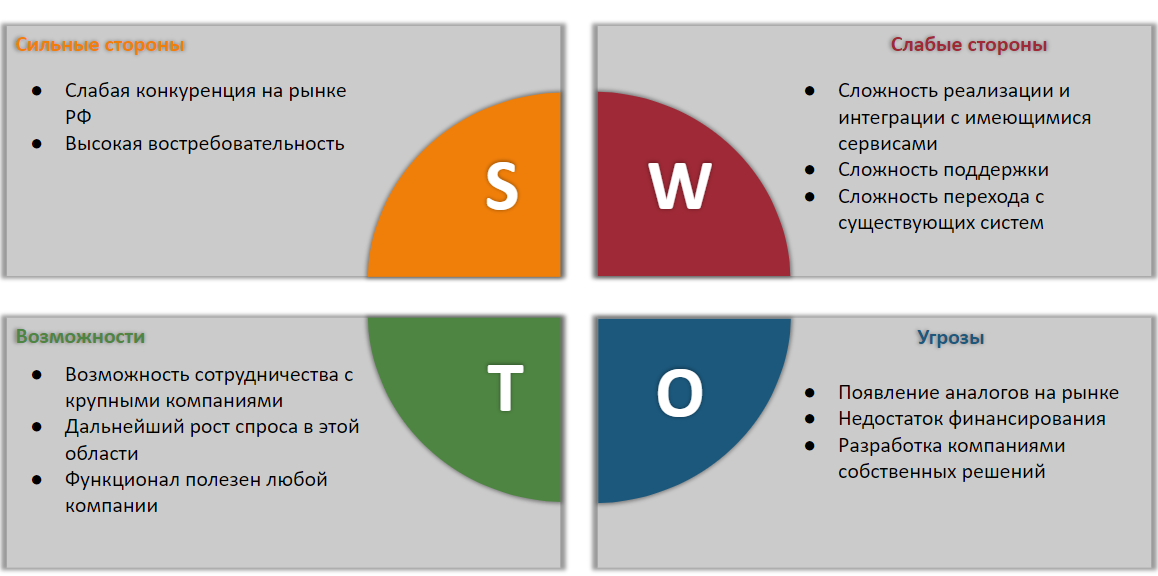 Сильные стороны
● Слабая конкуренция на рынке
РФ
● Высокая востребовательность
S
Слабые стороны
● Сложность реализации и
интеграции с имеющимися
сервисами
● Сложность поддержки
● Сложность перехода с
существующих систем
W
Возможности
● Возможность сотрудничества с
крупными компаниями
● Дальнейший рост спроса в этой
области
● Функционал полезен любой
компании
T
Угрозы
● Появление аналогов на рынке
● Недостаток финансирования
● Разработка компаниями
собственных решений
O